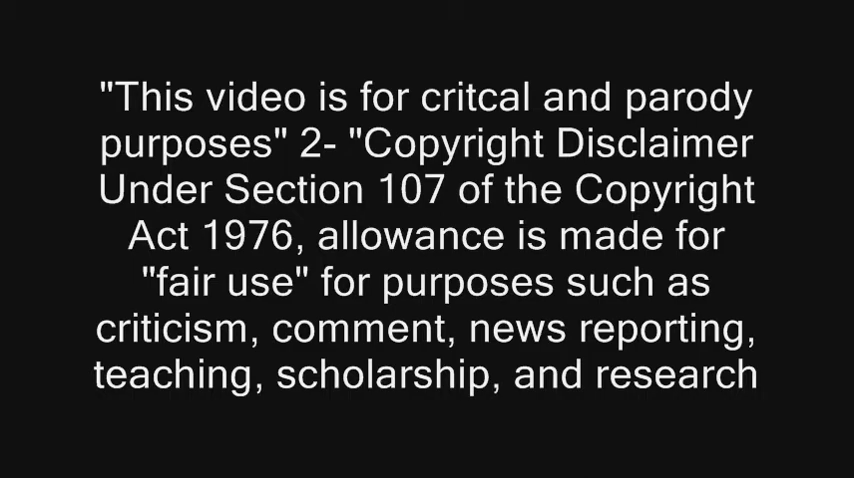 "This video is for critcal and parody
purposes" 2- "Copyright Disclaimer
Under Section 107 of the Copyright
Act 1976, allowance is made for
"fair use" for purposes such as
criticism, comment, news reporting,
teaching, scholarship, and research